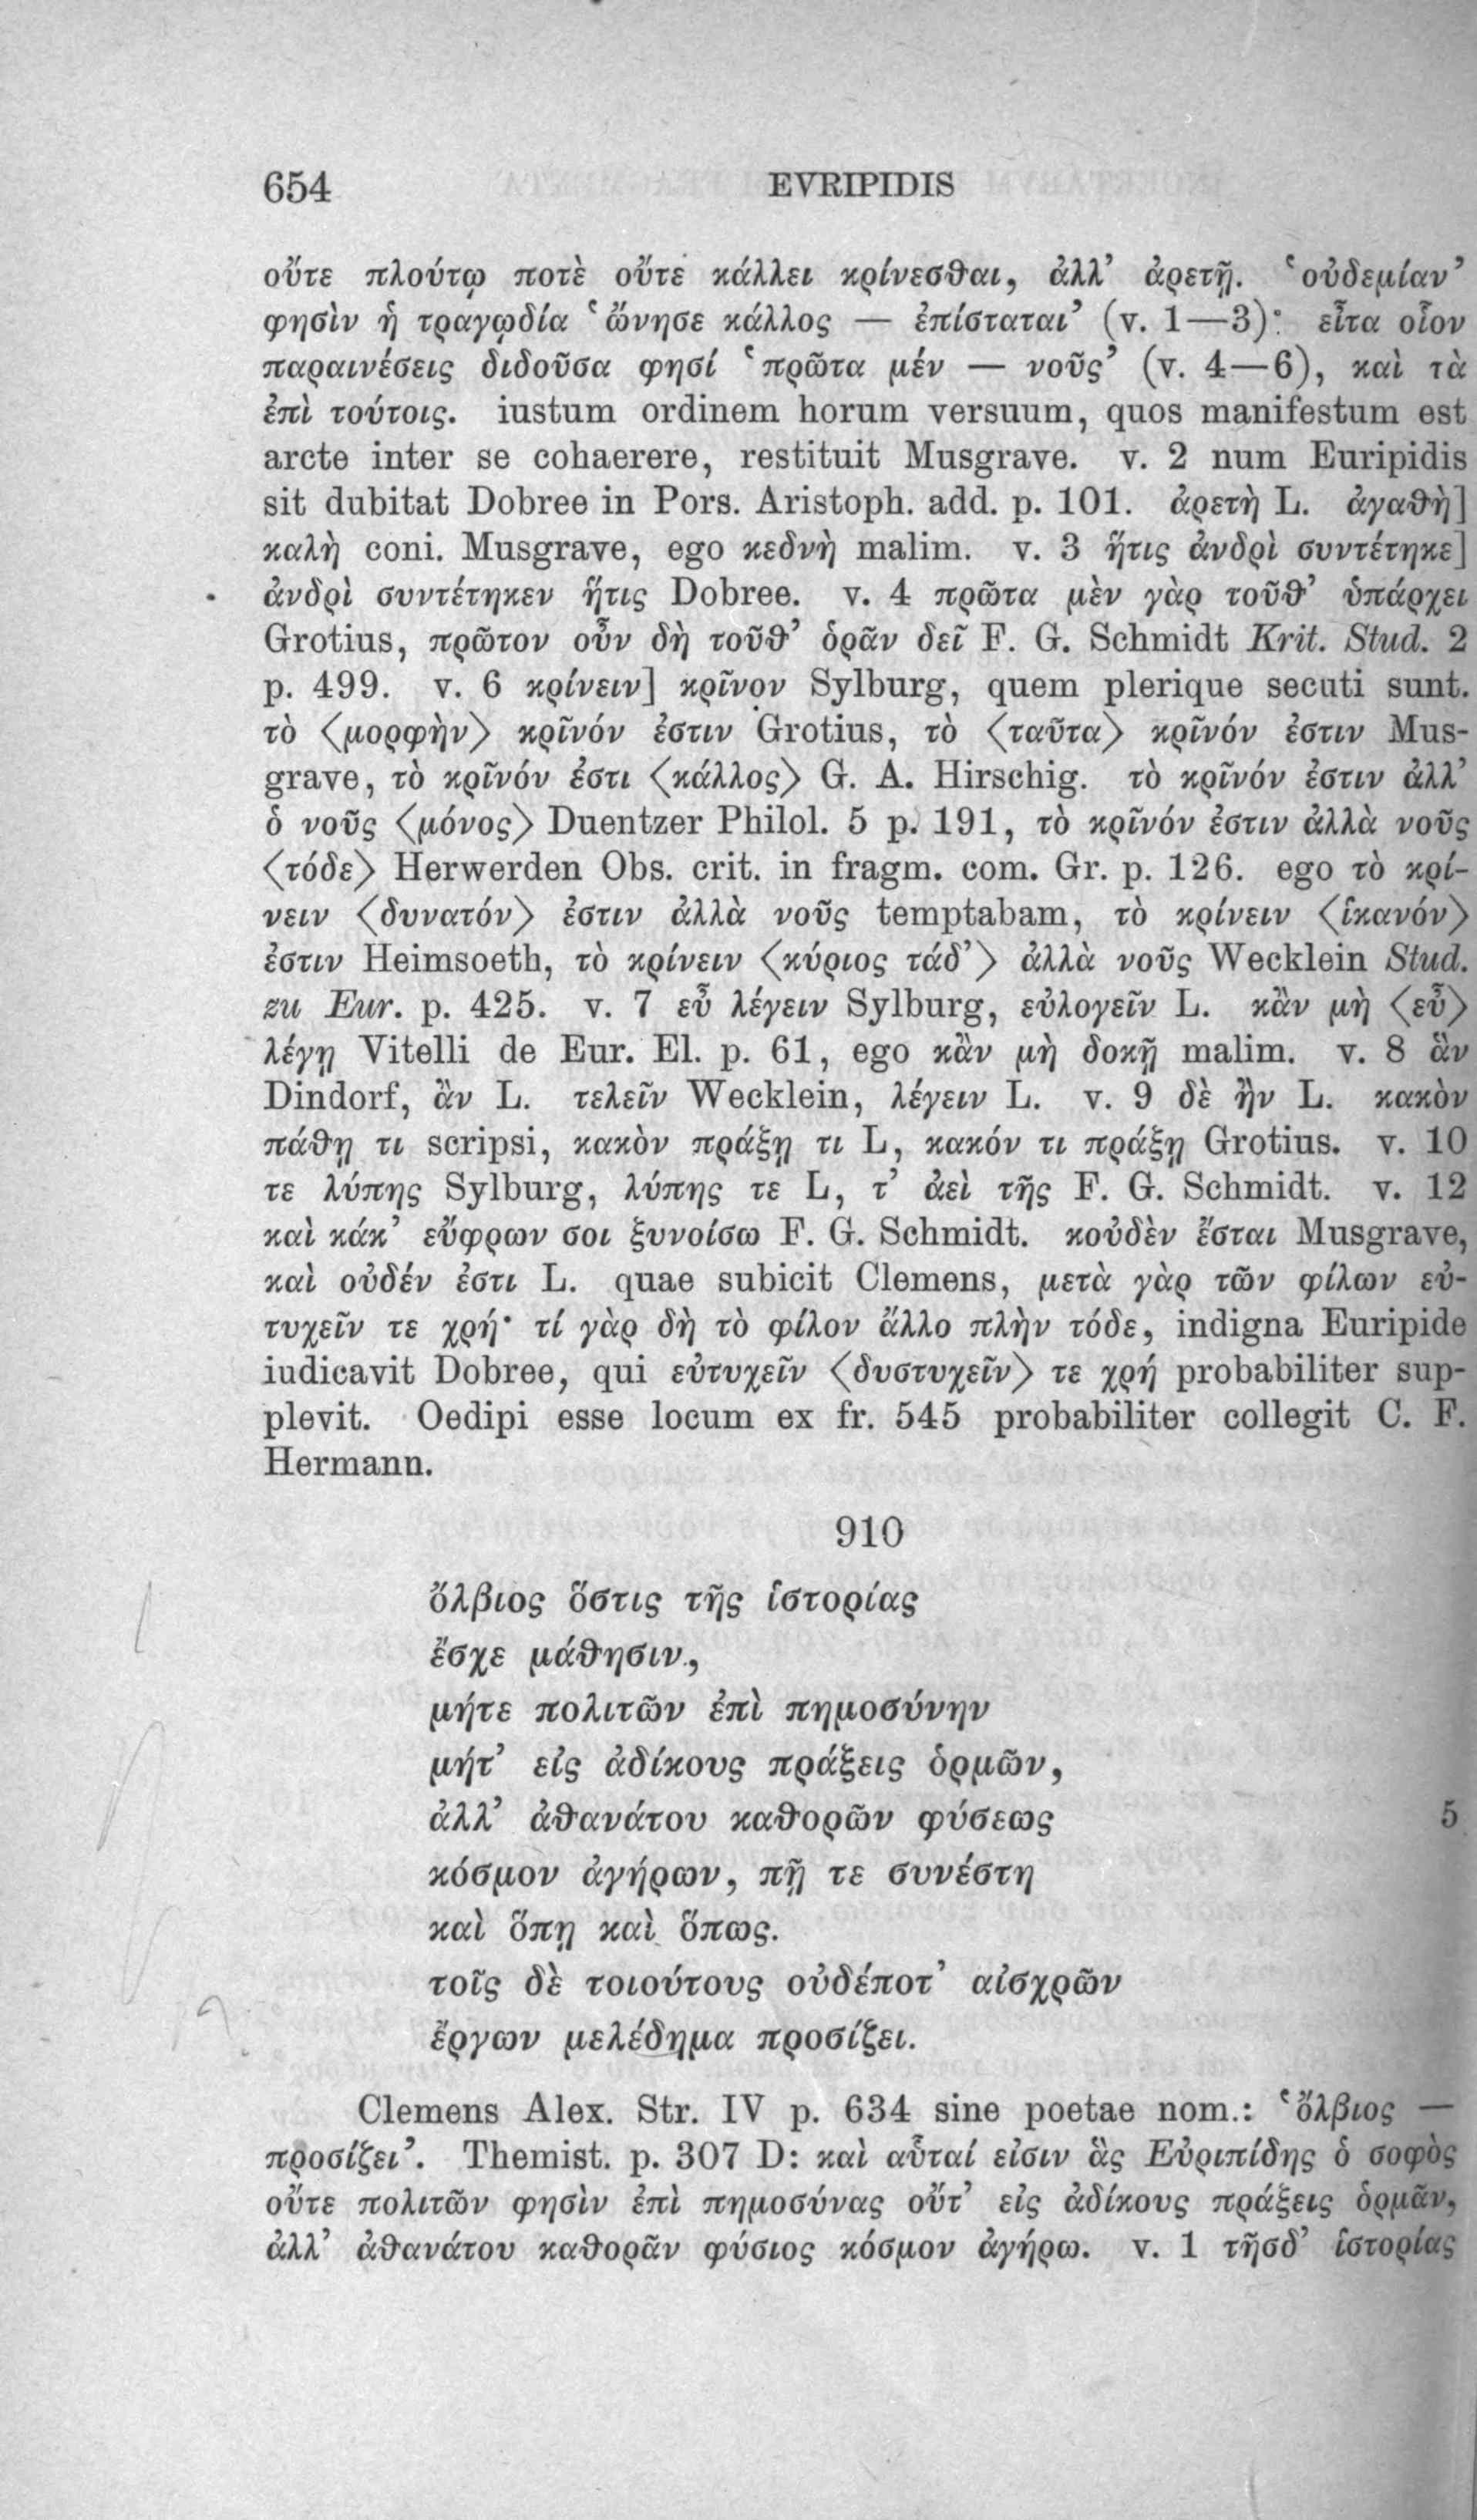 654 EVRIPIDIS
οὔτε πλούτῳ ποτὲ οὔτε κάλλει κρίνεσθαι, ἀλλ’ ἀρετῇ. ‘οὐδεμίαν’
φησὶν ἡ τραγῳδία ‘ὤνησε κάλλος — ἐπίσταται’ (v. 1—3)· εἶτα οἷον
παραινέσεις διδοῦσα φησί ‘πρῶτα μέν — νοῦς’ (v. 4—6), καὶ τὰ
ἐπὶ τούτοις. iustum ordinem horum versuum, quos manifestum est
arcte inter se cohaerere, restituit Musgrave. v. 2 num Euripidis
sit dubitat Dobree in Pors. Aristoph. add. p. 101. ἀρετὴ L. ἀγαθὴ]
καλὴ coni. Musgrave, ego κεδνὴ malim. v. 3 ἥτις ἀνδρὶ συντέτηκε]
ἀνδρὶ συντέτηκεν ἥτις Dobree. v. 4 πρῶτα μὲν γὰρ τοῦθ’ ὑπάρχει
Grotius, πρῶτον οὖν δὴ τοῦθ’ ὁρᾶν δεῖ F. G. Schmidt Krit. Stud. 2
p. 499. v. 6 κρίνειν] κρῖνον Sylburg, quem plerique secuti sunt.
τὸ ⟨μορφὴν⟩ κρῖνόν ἐστιν Grotius, τὸ ⟨ταῦτα⟩ κρῖνόν ἐστιν Mus-
grave, τὸ κρῖνόν ἐστι ⟨κάλλος⟩ G. A. Hirschig. τὸ κρῖνόν ἐστιν ἀλλ’
ὁ νοῦς ⟨μόνος⟩ Duentzer Philol. 5 p. 191, τὸ κρῖνόν ἐστιν ἀλλὰ νοῦς
⟨τόδε⟩ Herwerden Obs. crit. in fragm. com. Gr. p. 126. ego τὸ κρί-
νειν ⟨δυνατόν⟩ ἐστιν ἀλλὰ νοῦς temptabam, τὸ κρίνειν ⟨ἱκανόν⟩
ἐστιν Heimsoeth, τὸ κρίνειν ⟨κύριος τάδ’⟩ ἀλλὰ νοῦς Wecklein Stud.
zu Eur. p. 425. v. 7 εὖ λέγειν Sylburg, εὐλογεῖν L. κἂν μὴ ⟨εὖ⟩
λέγῃ Vitelli de Eur. El. p. 61, ego κἂν μὴ δοκῇ malim. v. 8 ἃν
Dindorf, ἂν L. τελεῖν Wecklein, λέγειν L. v. 9 δὲ ἢν L. κακὸν
πάθῃ τι scripsi, κακὸν πράξῃ τι L, κακόν τι πράξῃ Grotius. v. 10
τε λύπης Sylburg, λύπης τε L, τ’ ἀεὶ τῆς F. G. Schmidt. v. 12
καὶ κάκ’ εὔφρων σοι ξυνοίσω F. G. Schmidt. κοὐδὲν ἔσται Musgrave,
καὶ οὐδέν ἐστι L. quae subicit Clemens, μετὰ γὰρ τῶν φίλων εὐ-
τυχεῖν τε χρή· τί γὰρ δὴ τὸ φίλον ἄλλο πλὴν τόδε, indigna Euripide
iudicavit Dobree, qui εὐτυχεῖν ⟨δυστυχεῖν⟩ τε χρή probabiliter sup-
plevit. Oedipi esse locum ex fr. 545 probabiliter collegit C. F.
Hermann.
910
ὄλβιος ὅστις τῆς ἱστορίας
ἔσχε μάθησιν,
μήτε πολιτῶν ἐπὶ πημοσύνην
μήτ’ εἰς ἀδίκους πράξεις ὁρμῶν,
ἀλλ’ ἀθανάτου καθορῶν φύσεως 5
κόσμον ἀγήρων, πῇ τε συνέστη
καὶ ὅπῃ καὶ ὅπως.
τοῖς δὲ τοιούτους οὐδέποτ’ αἰσχρῶν
ἔργων μελέδημα προσίζει.
Clemens Alex. Str. IV p. 634 sine poetae nom.: ‘ὄλβιος —
προσίζει’. Themist. p. 307 D: καὶ αὗταί εἰσιν ἃς Εὐριπίδης ὁ σοφὸς
οὔτε πολιτῶν φησὶν ἐπὶ πημοσύνας οὔτ’ εἰς ἀδίκους πράξεις ὁρμᾶν,
ἀλλ’ ἀθανάτου καθορᾶν φύσιος κόσμον ἀγήρω. v. 1 τῆσδ’ ἱστορίας